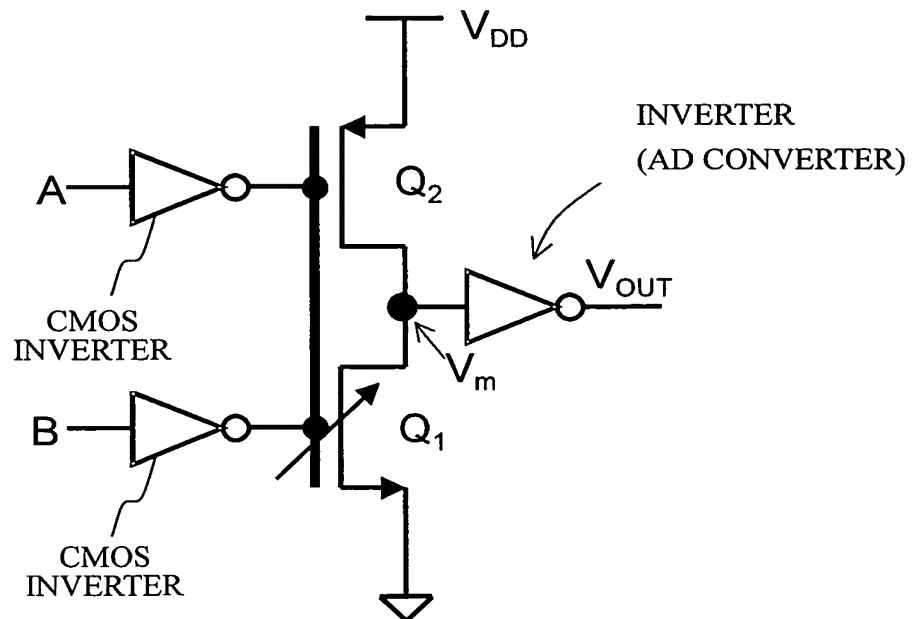 V_DD
INVERTER
(AD CONVERTER)
A
Q_2
V_OUT
CMOS
INVERTER
V_m
B
Q_1
CMOS
INVERTER